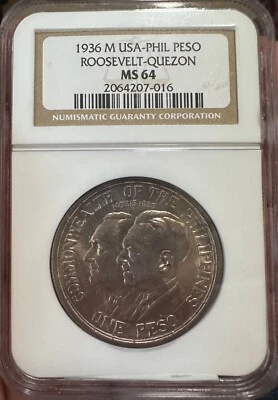 1936 M USA-PHIL PESO
ROOSEVELT-QUEZON
MS 64
2064207-016
NUMISMATIC GUARANTY CORPORATION
COMMONWEALTH OF THE PHILIPPINES
ONE PESO